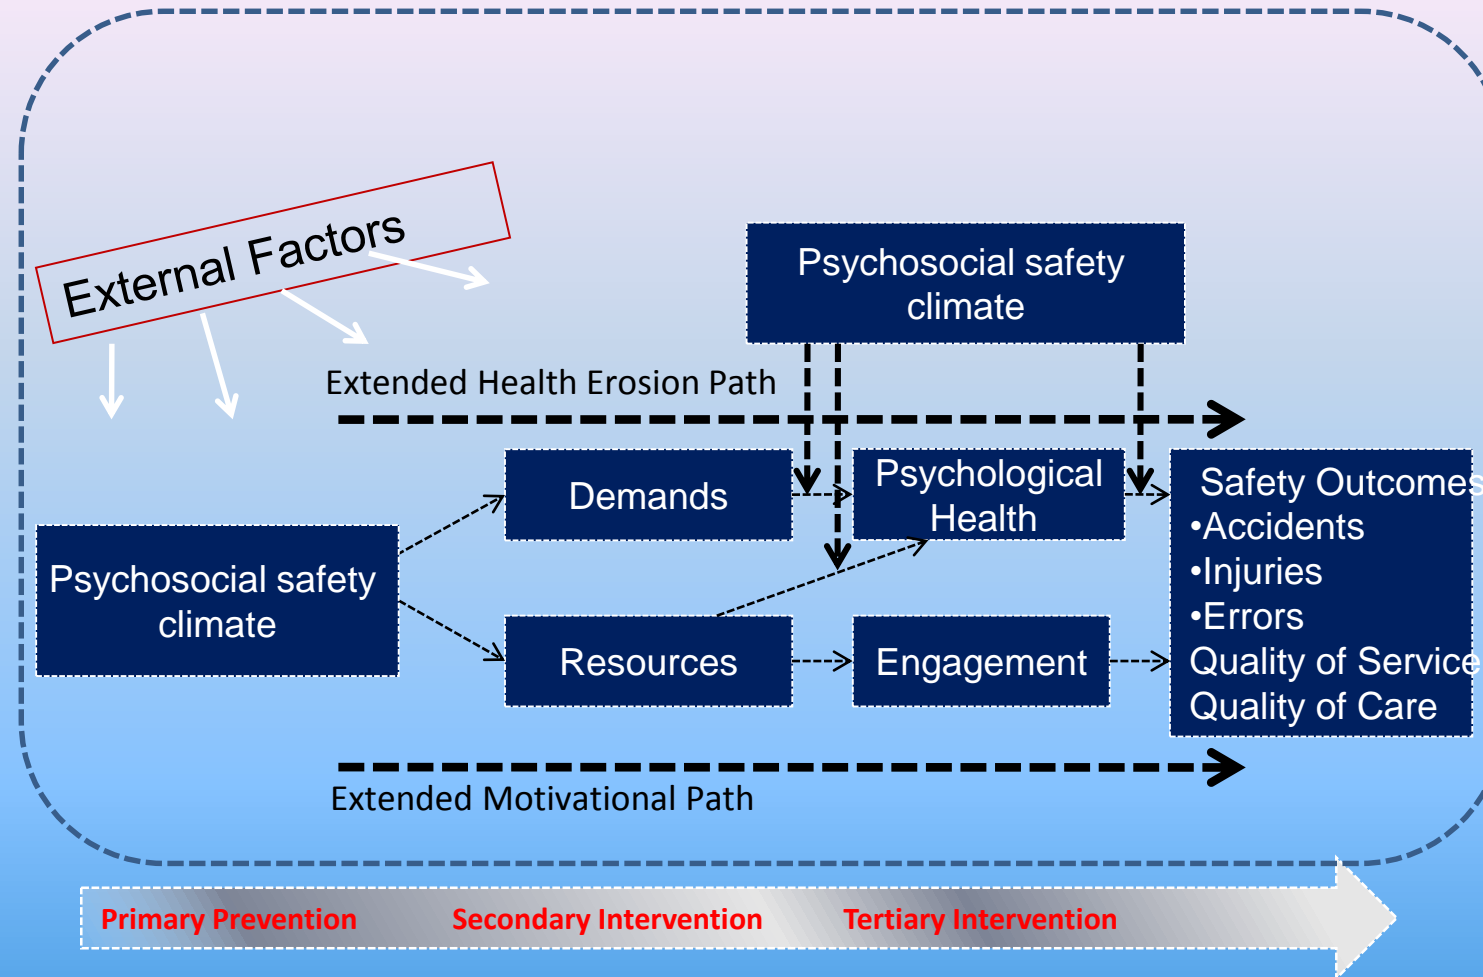 External Factors
Psychosocial safety
climate
Extended Health Erosion Path
Demands
Psychological
Health
Safety Outcomes
•Accidents
•Injuries
•Errors
Quality of Service
Quality of Care
Psychosocial safety
climate
Resources
Engagement
Extended Motivational Path
Primary Prevention
Secondary Intervention
Tertiary Intervention